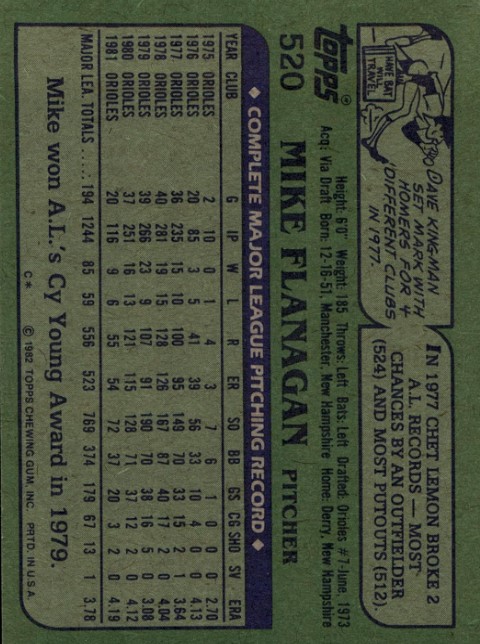 DAVE KINGMAN
SET MARK WITH
HOMERS FOR 4
DIFFERENT CLUBS
IN 1977.
HAVE BAT
WILL
TRAVEL
IN 1977 CHET LEMON BROKE 2
A.L. RECORDS — MOST
CHANCES BY AN OUTFIELDER
(524) AND MOST PUTOUTS (512).
topps®
520 MIKE FLANAGAN PITCHER
Height: 6'0" Weight: 185 Throws: Left Bats: Left Drafted: Orioles #7-June, 1973
Acq: Via Draft Born: 12-16-51, Manchester, New Hampshire Home: Derry, New Hampshire
◆ COMPLETE MAJOR LEAGUE PITCHING RECORD ◆
YEAR CLUB G IP W L R ER SO BB GS CG SHO SV ERA
1975 ORIOLES 2 10 0 1 4 3 7 6 1 0 0 0 2.70
1976 ORIOLES 20 85 3 5 41 39 56 33 10 4 0 0 4.13
1977 ORIOLES 36 235 15 10 100 95 149 70 33 15 2 1 3.64
1978 ORIOLES 40 281 19 15 128 126 167 87 40 17 2 0 4.04
1979 ORIOLES 39 266 23 9 107 91 190 70 38 16 5 0 3.08
1980 ORIOLES 37 251 16 13 121 115 128 71 37 12 2 0 4.12
1981 ORIOLES 20 116 9 6 55 54 72 37 20 3 2 0 4.19
MAJOR LEA. TOTALS ..... 194 1244 85 59 556 523 769 374 179 67 13 1 3.78
Mike won A.L.'s Cy Young Award in 1979.
C* © 1982 TOPPS CHEWING GUM, INC. PRTD. IN U.S.A.